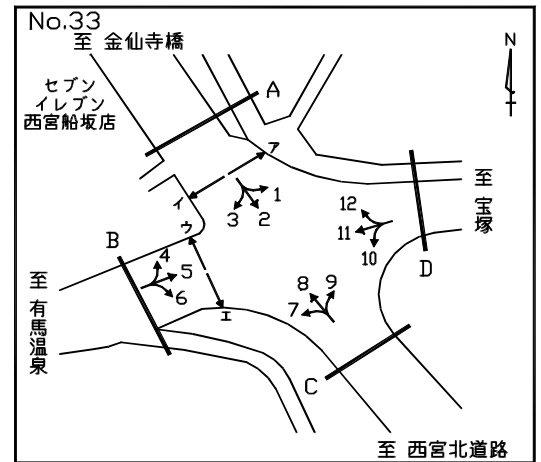 No.33
至 金仙寺橋
N
セブン
イレブン
西宮船坂店
A
ア
イ
1
2
3
12
11
10
至 宝塚
ウ
B
4
5
6
D
至 有馬温泉
8
9
7
エ
C
至 西宮北道路